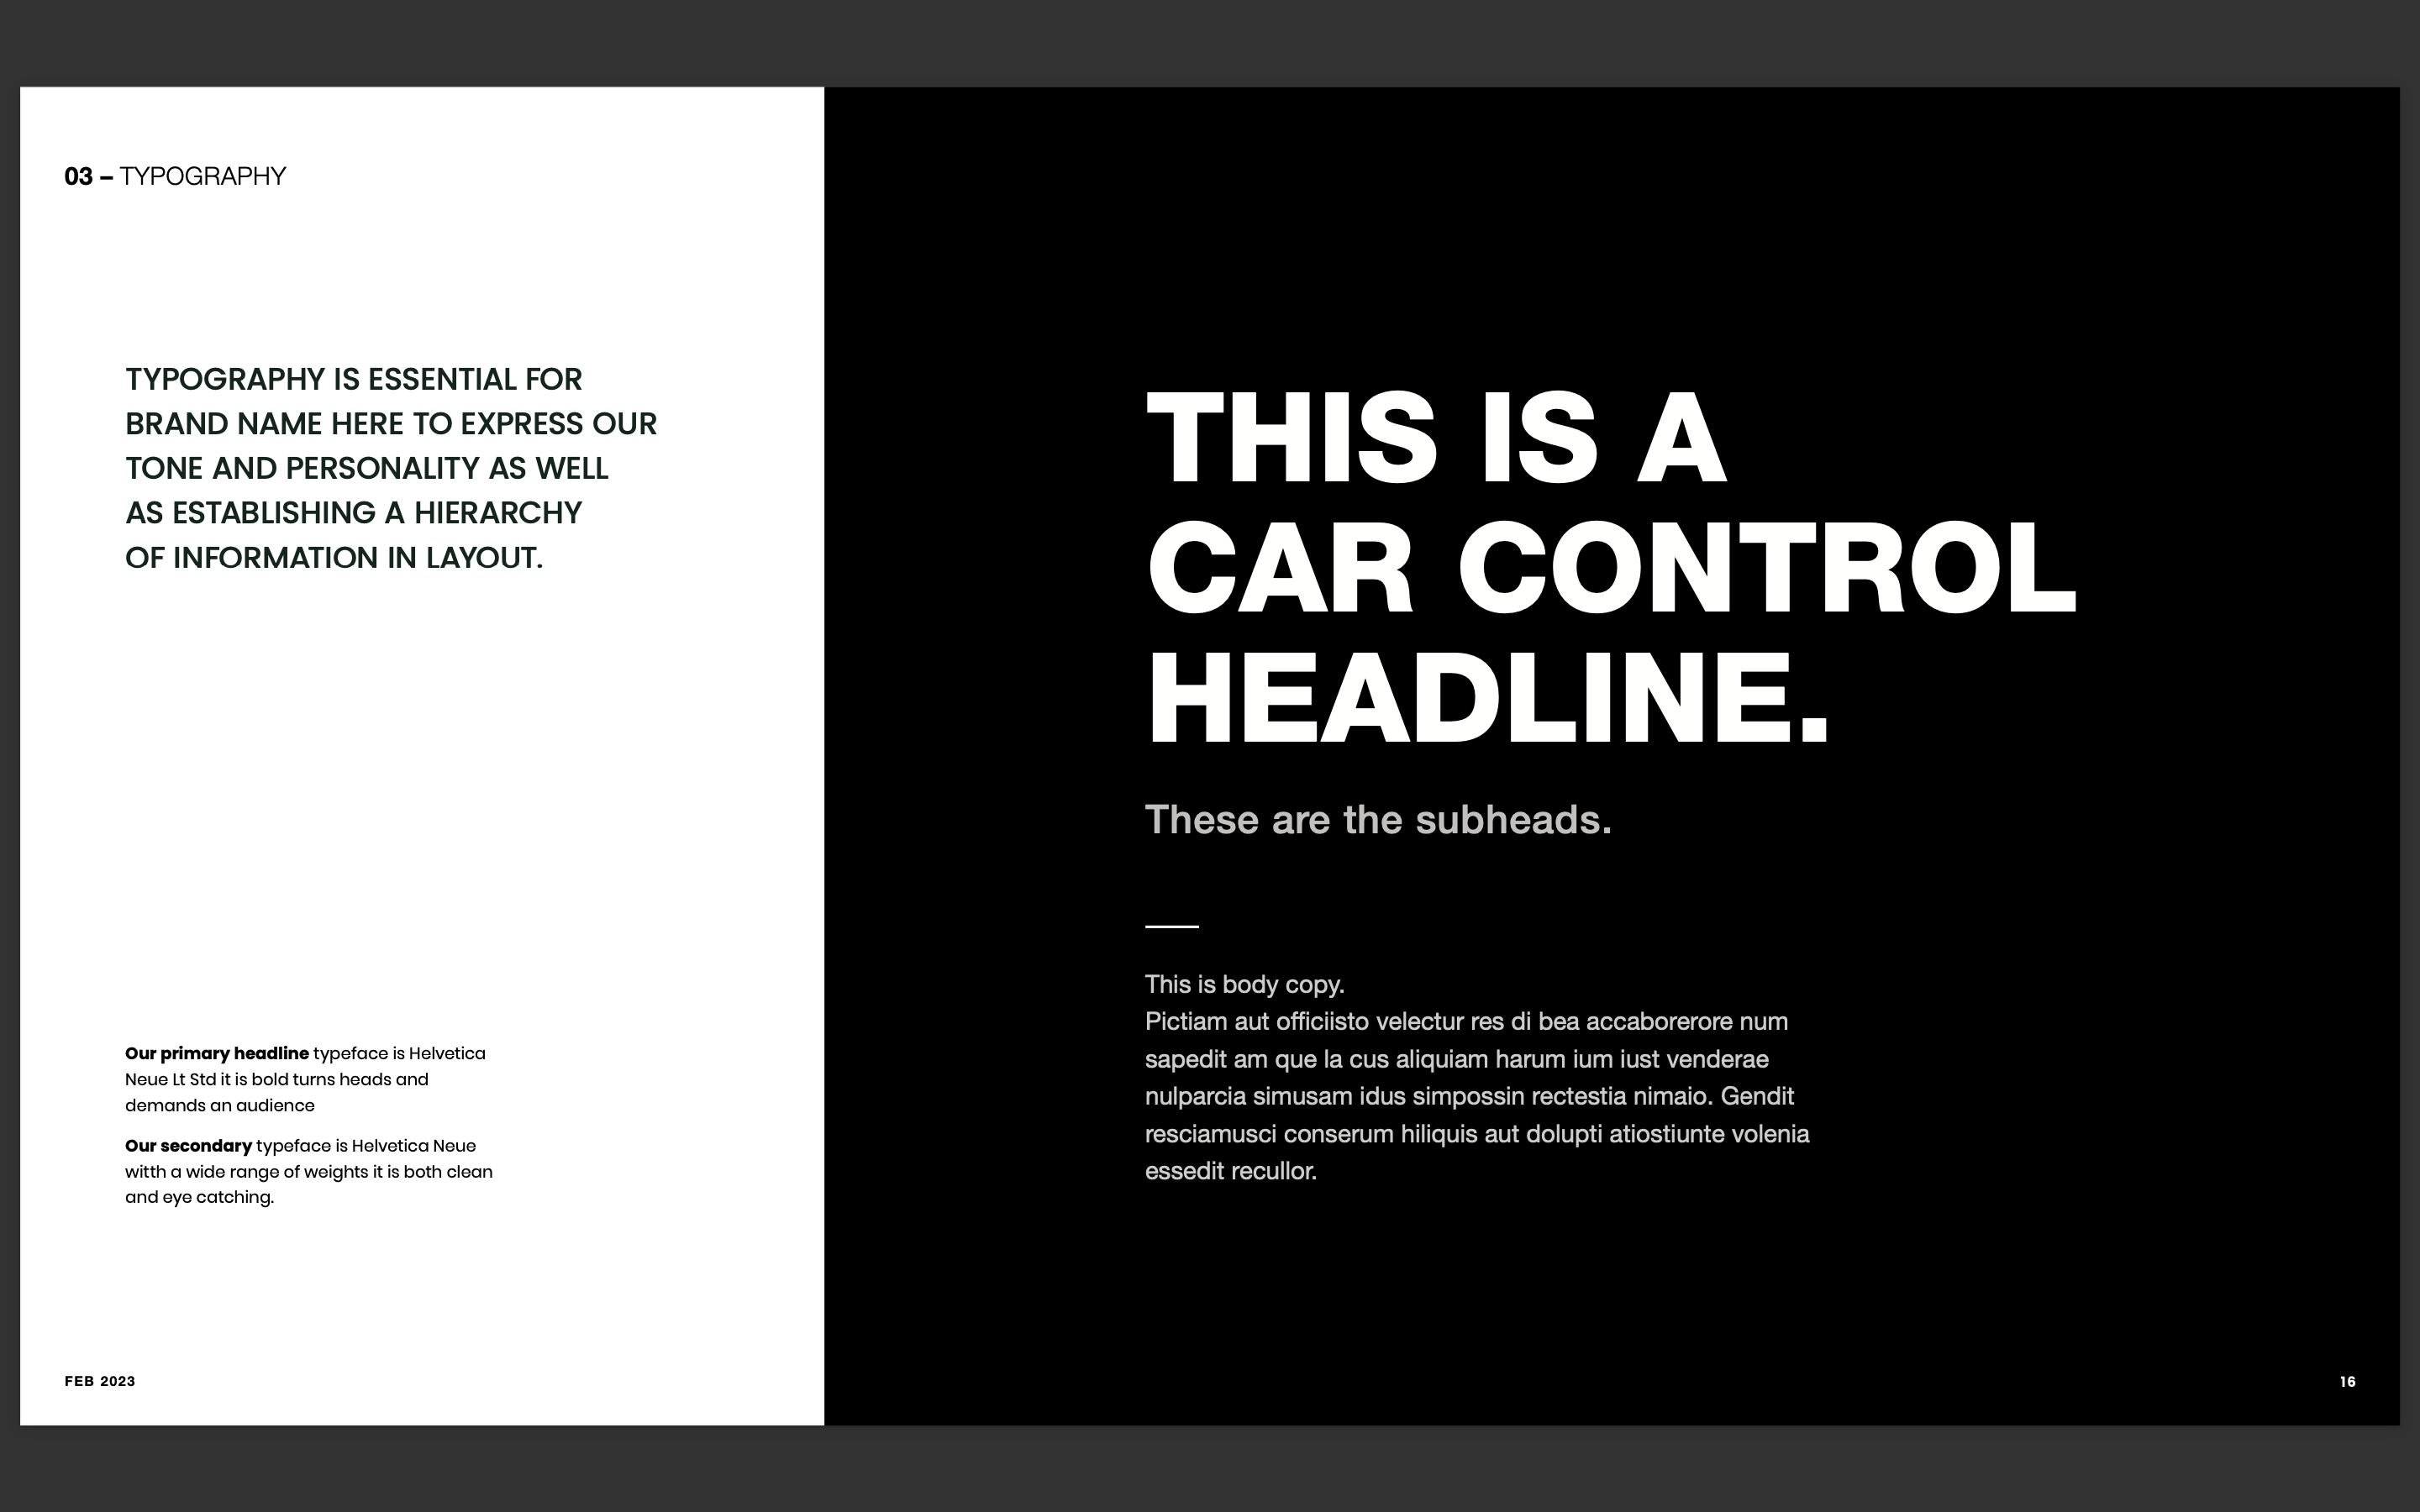 03 – TYPOGRAPHY
TYPOGRAPHY IS ESSENTIAL FOR
BRAND NAME HERE TO EXPRESS OUR
TONE AND PERSONALITY AS WELL
AS ESTABLISHING A HIERARCHY
OF INFORMATION IN LAYOUT.
Our primary headline typeface is Helvetica
Neue Lt Std it is bold turns heads and
demands an audience
Our secondary typeface is Helvetica Neue
witth a wide range of weights it is both clean
and eye catching.
FEB 2023
THIS IS A
CAR CONTROL
HEADLINE.
These are the subheads.
This is body copy.
Pictiam aut officiisto velectur res di bea accaborerore num
sapedit am que la cus aliquiam harum ium iust venderae
nulparcia simusam idus simpossin rectestia nimaio. Gendit
resciamusci conserum hiliquis aut dolupti atiostiunte volenia
essedit recullor.
16